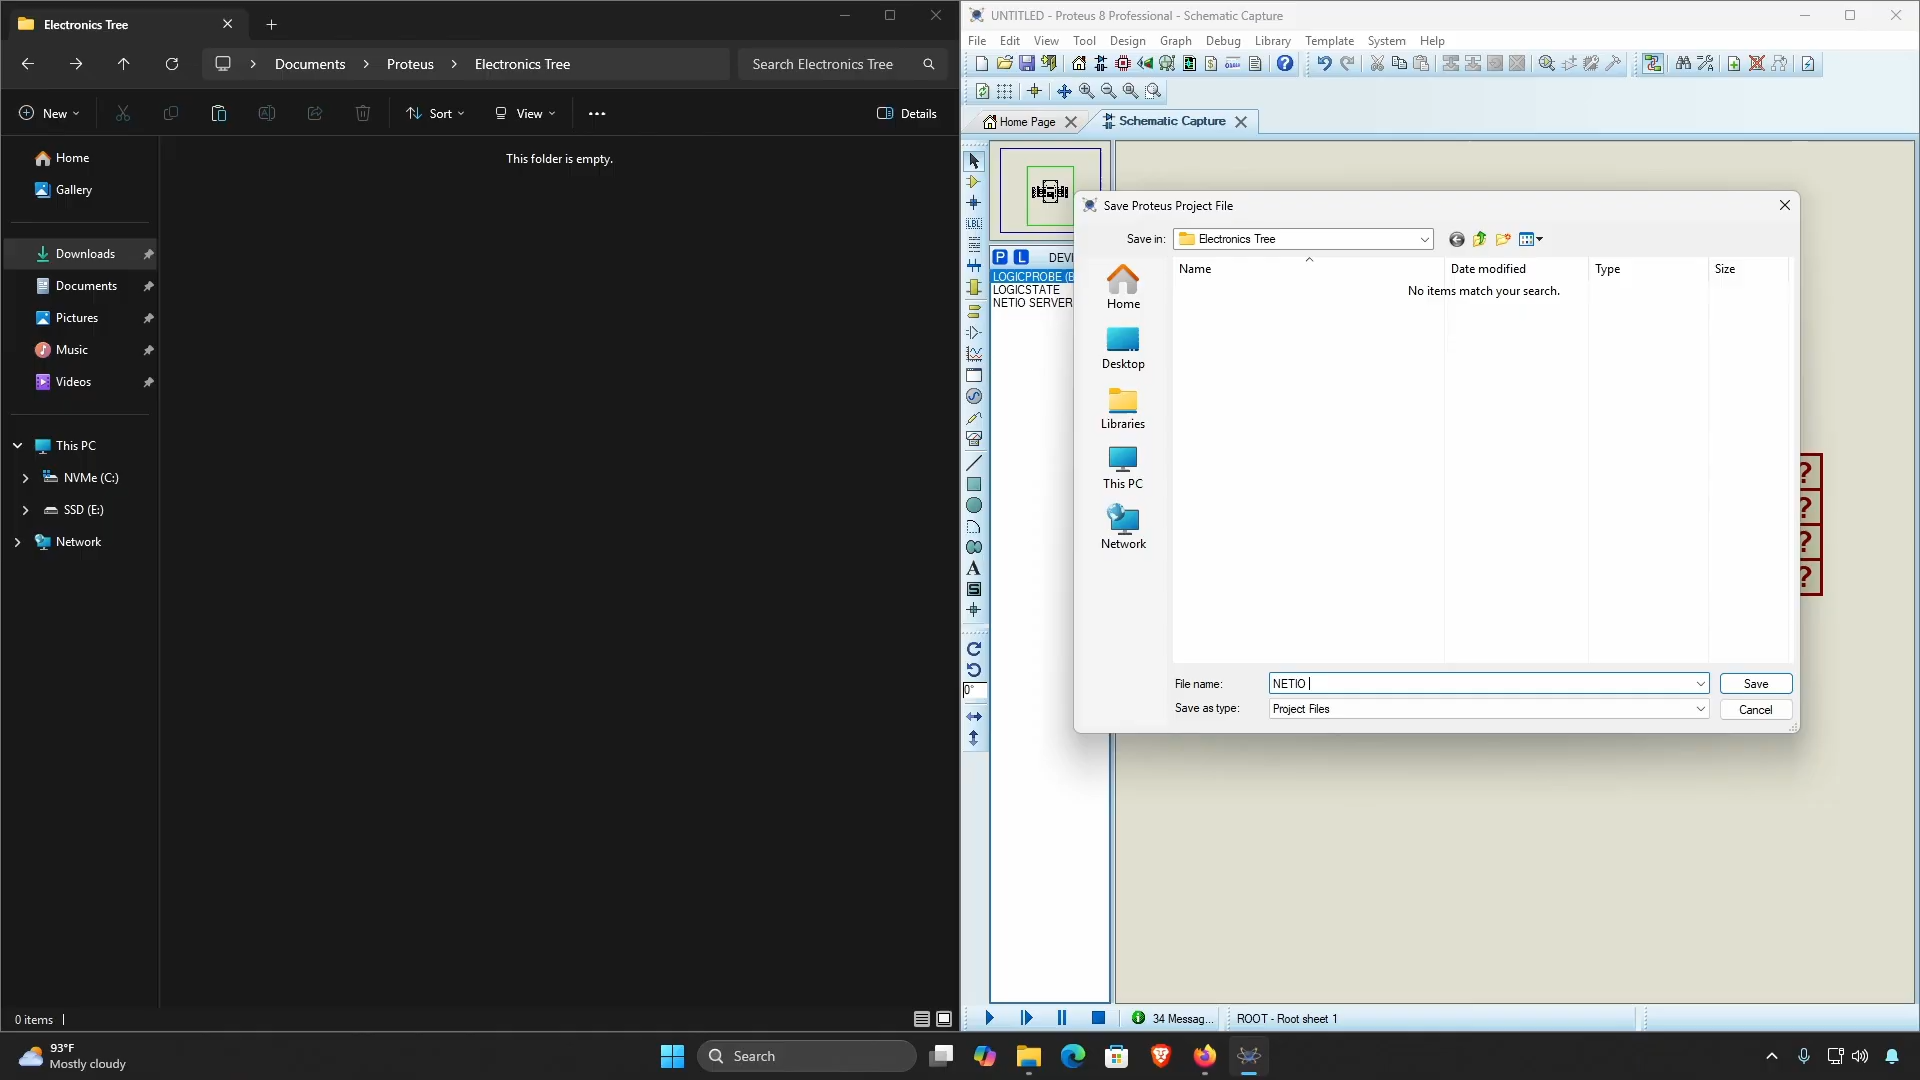 Electronics Tree
Documents
Proteus
Electronics Tree
Search Electronics Tree
New
Sort
View
Details
Home
Gallery
Downloads
Documents
Pictures
Music
Videos
This PC
NVMe (C:)
SSD (E:)
Network
This folder is empty.
0 items
UNTITLED - Proteus 8 Professional - Schematic Capture
File Edit View Tool Design Graph Debug Library Template System Help
Home Page
Schematic Capture
P L DEVI
LOGICPROBE (B
LOGICSTATE
NETIO SERVER
LBL
A
S
0°
Save Proteus Project File
Save in: Electronics Tree
Name Date modified Type Size
No items match your search.
Home
Desktop
Libraries
This PC
Network
File name: NETIO
Save
Save as type: Project Files
Cancel
?
?
?
?
34 Messag...
ROOT - Root sheet 1
93°F
Mostly cloudy
Search